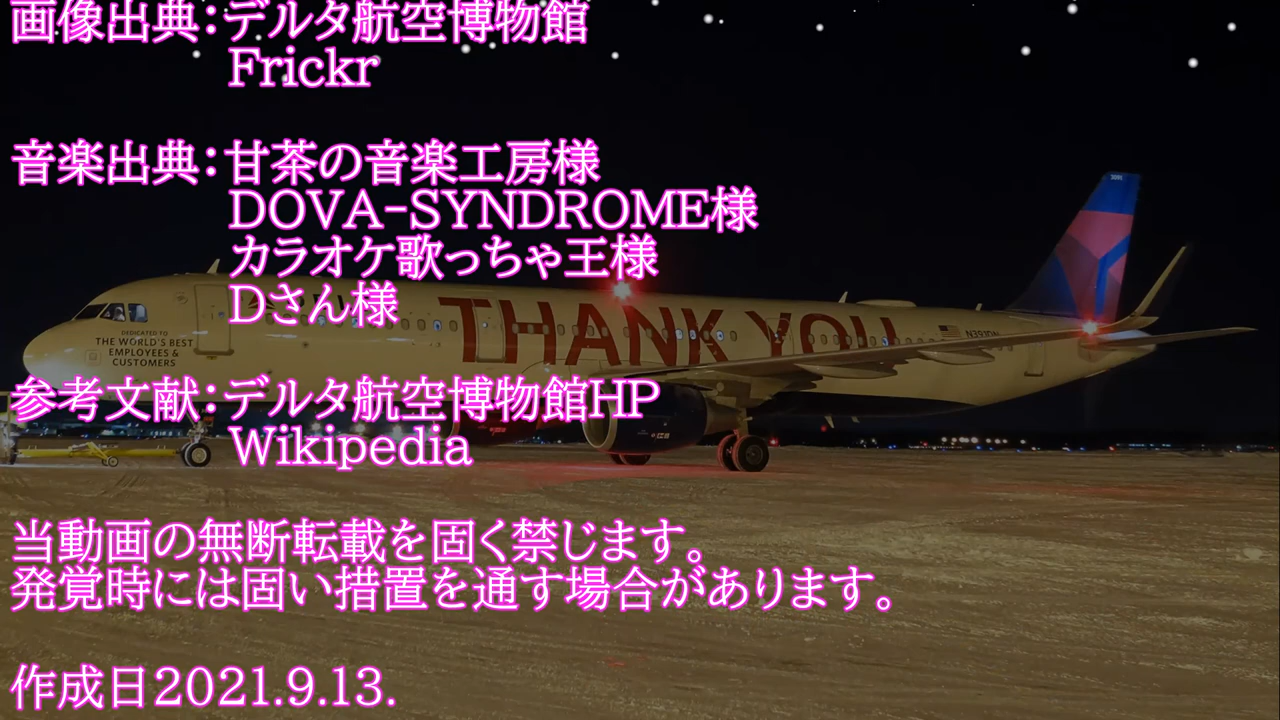 画像出典：デルタ航空博物館
Frickr
音楽出典：甘茶の音楽工房様
DOVA-SYNDROME様
カラオケ歌っちゃ王様
Dさん様
参考文献：デルタ航空博物館HP
Wikipedia
当動画の無断転載を固く禁じます。
発覚時には固い措置を通す場合があります。
作成日2021.9.13.
THANK YOU
DEDICATED TO
THE WORLD'S BEST
EMPLOYEES &
CUSTOMERS